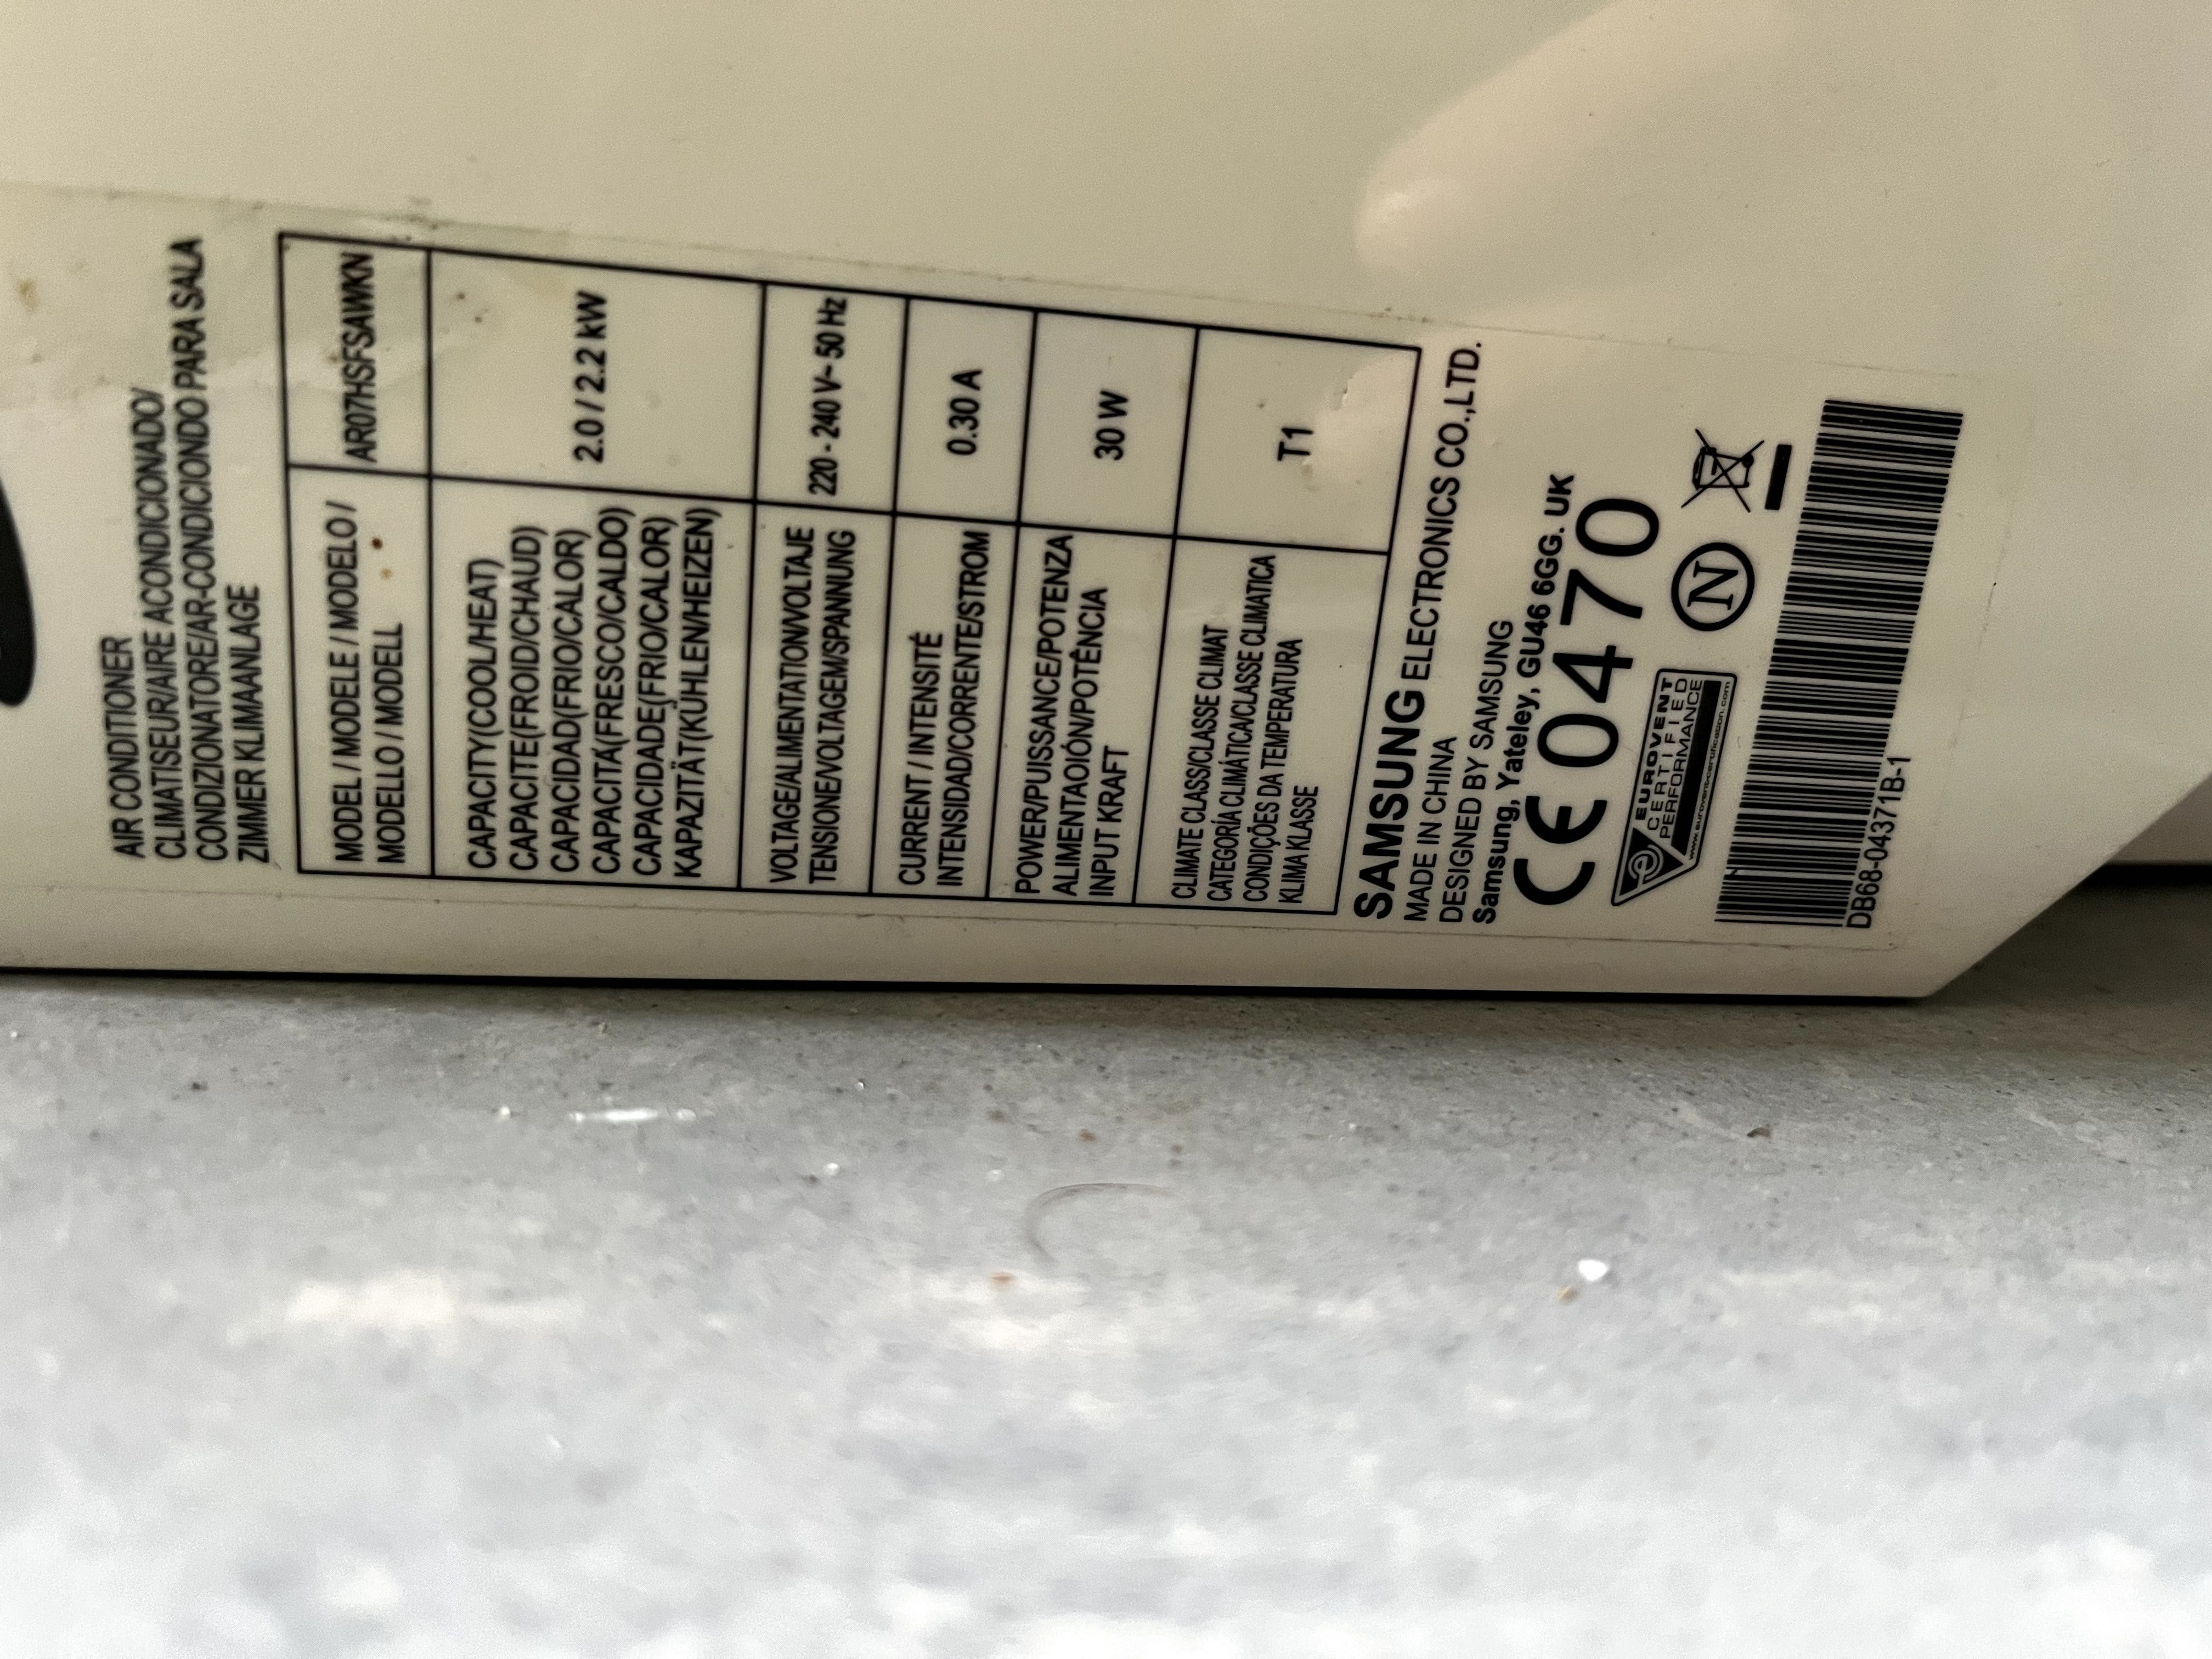 AIR CONDITIONER
CLIMATISEUR/AIRE ACONDICIONADO/
CONDIZIONATORE/AR-CONDICIONDO PARA SALA
ZIMMER KLIMAANLAGE
MODEL / MODELE / MODELO /
MODELLO / MODELL
AR07HSFSAWKN
CAPACITY(COOL/HEAT)
CAPACITE(FROID/CHAUD)
CAPACIDAD(FRIO/CALOR)
CAPACITÁ(FRESCO/CALDO)
CAPACIDADE(FRIO/CALOR)
KAPAZITÄT(KÜHLEN/HEIZEN)
2.0 / 2.2 kW
VOLTAGE/ALIMENTATION/VOLTAJE
TENSIONE/VOLTAGEM/SPANNUNG
220 - 240 V~ 50 Hz
CURRENT / INTENSITÉ
INTENSIDAD/CORRENTE/STROM
0.30 A
POWER/PUISSANCE/POTENZA
ALIMENTAOIÓN/POTÊNCIA
INPUT KRAFT
30 W
CLIMATE CLASS/CLASSE CLIMAT
CATEGORÍA CLIMÁTICA/CLASSE CLIMATICA
CONDIÇÕES DA TEMPERATURA
KLIMA KLASSE
T1
SAMSUNG ELECTRONICS CO.,LTD.
MADE IN CHINA
DESIGNED BY SAMSUNG
Samsung, Yateley, GU46 6GG. UK
CE 0470
EUROVENT
CERTIFIED
PERFORMANCE
www.eurovent-certification.com
N
DB68-04371B-1